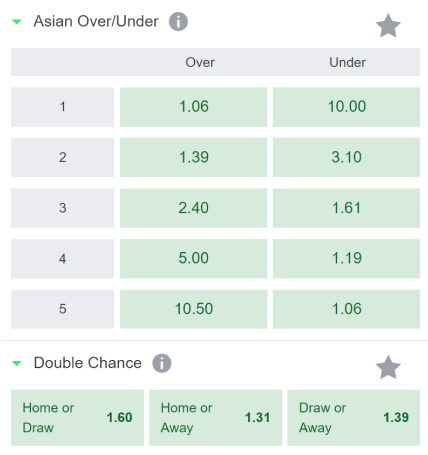 Asian Over/Under i
Over Under
1 1.06 10.00
2 1.39 3.10
3 2.40 1.61
4 5.00 1.19
5 10.50 1.06
Double Chance i
Home or Draw 1.60 Home or Away 1.31 Draw or Away 1.39